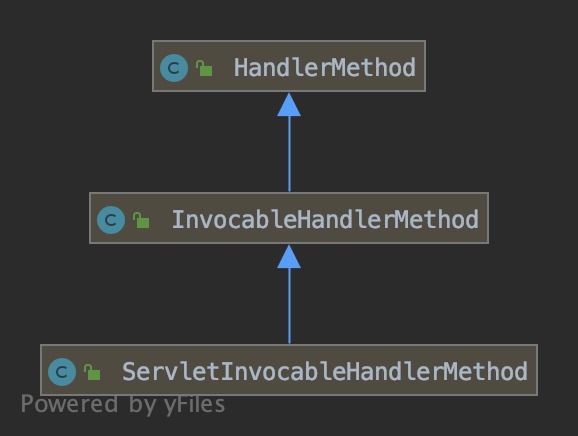 C HandlerMethod
C InvocableHandlerMethod
C ServletInvocableHandlerMethod
Powered by yFiles